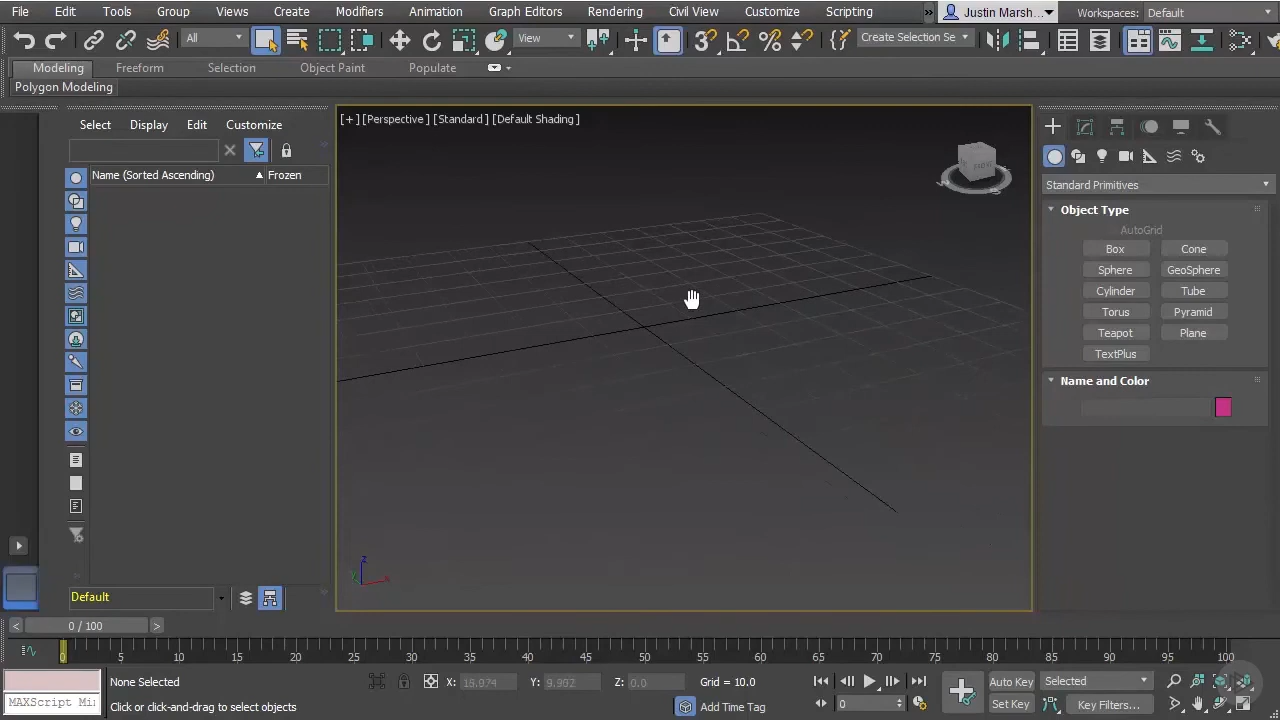 File Edit Tools Group Views Create Modifiers Animation Graph Editors Rendering Civil View Customize Scripting » Justin Marsh... Workspaces: Default
All View Create Selection Se
Modeling Freeform Selection Object Paint Populate
Polygon Modeling
Select Display Edit Customize
Name (Sorted Ascending) Frozen
[+] [Perspective] [Standard] [Default Shading]
Standard Primitives
Object Type
AutoGrid
Box Cone
Sphere GeoSphere
Cylinder Tube
Torus Pyramid
Teapot Plane
TextPlus
Name and Color
z
x
Default
< 0 / 100 >
0 5 10 15 20 25 30 35 40 45 50 55 60 65 70 75 80 85 90 95 100
None Selected X: Y: Z: 0.0 Grid = 10.0 Auto Key Selected
MAXScript Mi Click or click-and-drag to select objects Add Time Tag 0 Set Key Key Filters...